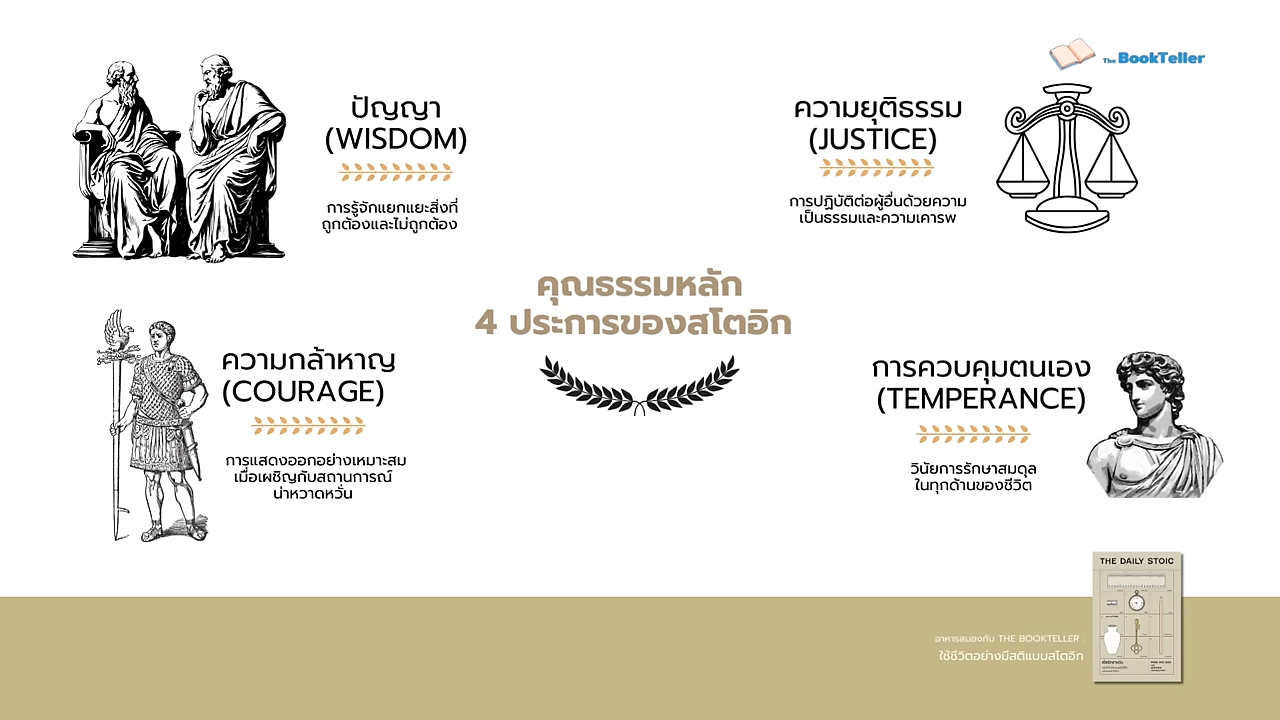 The BookTeller
ปัญญา
(WISDOM)
การรู้จักแยกแยะสิ่งที่
ถูกต้องและไม่ถูกต้อง
ความยุติธรรม
(JUSTICE)
การปฏิบัติต่อผู้อื่นด้วยความ
เป็นธรรมและความเคารพ
คุณธรรมหลัก
4 ประการของสโตอิก
ความกล้าหาญ
(COURAGE)
การแสดงออกอย่างเหมาะสม
เมื่อเผชิญกับสถานการณ์
น่าหวาดหวั่น
การควบคุมตนเอง
(TEMPERANCE)
วินัยการรักษาสมดุล
ในทุกด้านของชีวิต
THE DAILY STOIC
อาหารสมองกับ THE BOOKTELLER :
ใช้ชีวิตอย่างมีสติแบบสโตอิก